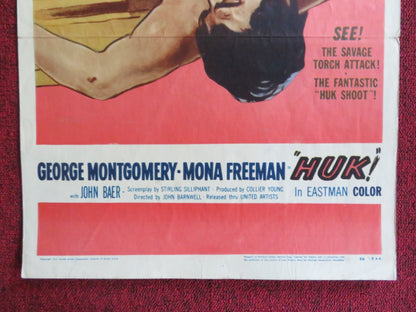 SEE!
THE SAVAGE
TORCH ATTACK!
THE FANTASTIC
"HUK SHOOT"!
GEORGE MONTGOMERY · MONA FREEMAN "HUK!"
with JOHN BAER · Screenplay by STIRLING SILLIPHANT · Produced by COLLIER YOUNG In EASTMAN COLOR
Directed by JOHN BARNWELL · Released thru UNITED ARTISTS